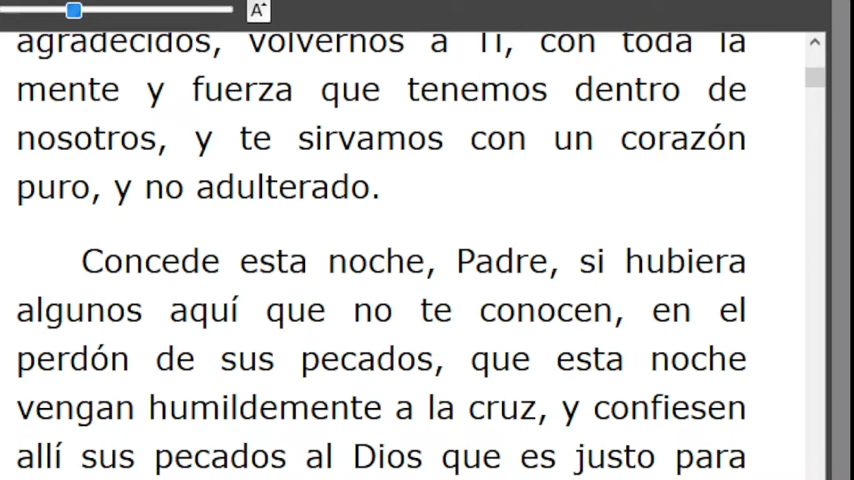 A
agradecidos, volvernos a Ti, con toda la
mente y fuerza que tenemos dentro de
nosotros, y te sirvamos con un corazón
puro, y no adulterado.
Concede esta noche, Padre, si hubiera
algunos aquí que no te conocen, en el
perdón de sus pecados, que esta noche
vengan humildemente a la cruz, y confiesen
allí sus pecados al Dios que es justo para